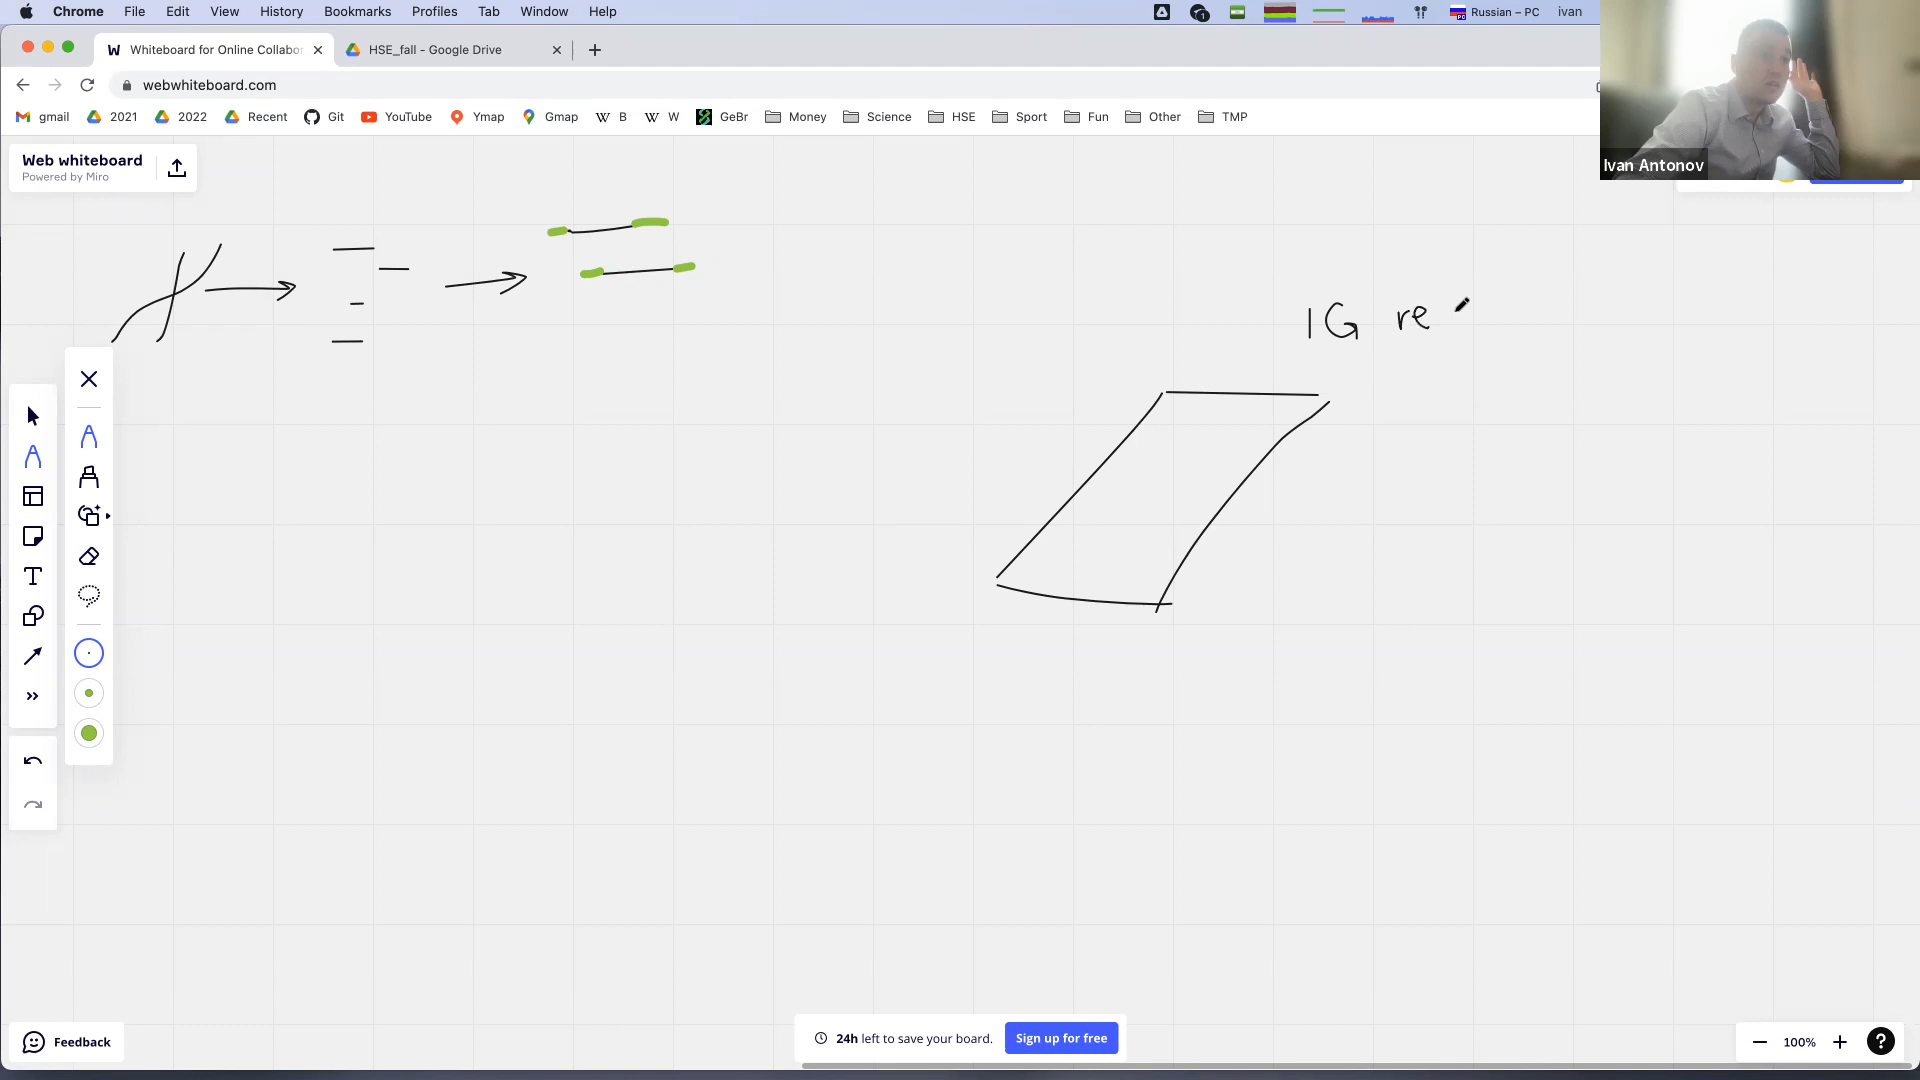 Chrome File Edit View History Bookmarks Profiles Tab Window Help Russian – PC ivan
Whiteboard for Online Collabor HSE_fall - Google Drive
webwhiteboard.com
gmail 2021 2022 Recent Git YouTube Ymap Gmap B W GeBr Money Science HSE Sport Fun Other TMP
Ivan Antonov
Web whiteboard
Powered by Miro
1G re
24h left to save your board. Sign up for free
Feedback
100%